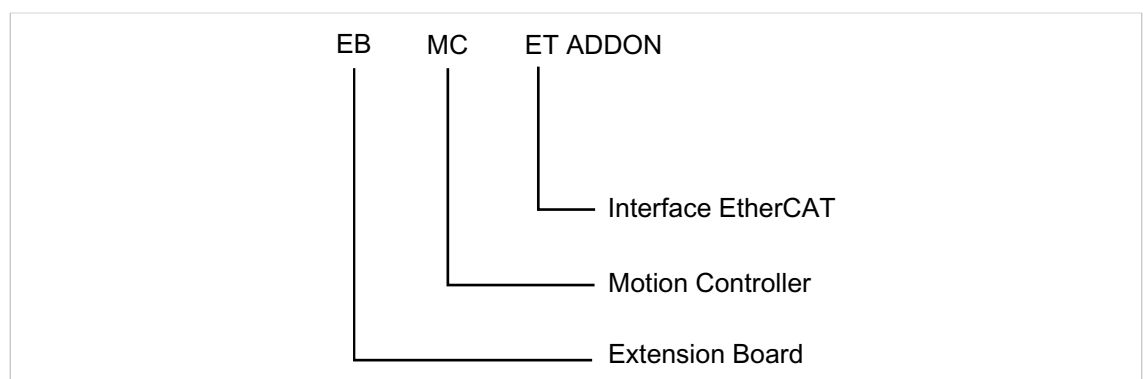 EB MC ET ADDON
Interface EtherCAT
Motion Controller
Extension Board